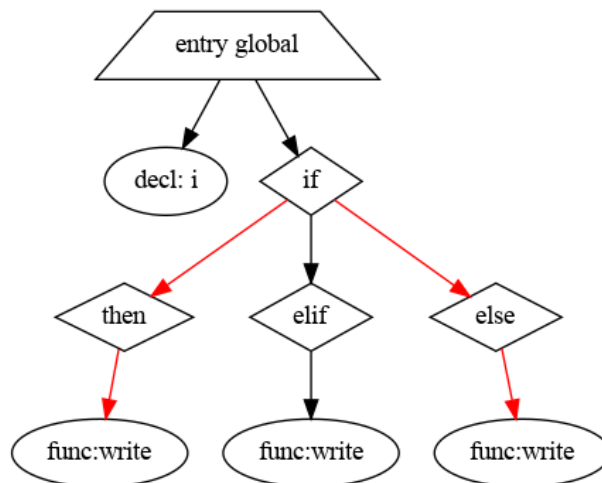 entry global
decl: i
if
then
elif
else
func:write
func:write
func:write